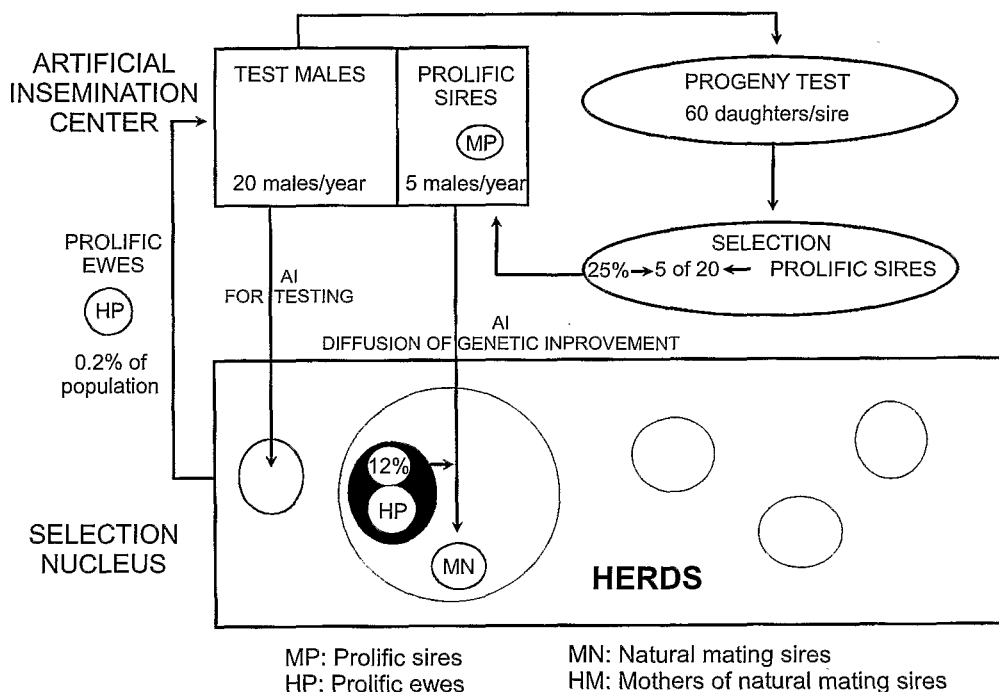 ARTIFICIAL
INSEMINATION
CENTER
TEST MALES
20 males/year
PROLIFIC
SIRES
MP
5 males/year
PROGENY TEST
60 daughters/sire
SELECTION
25% 5 of 20 PROLIFIC SIRES
PROLIFIC
EWES
HP
0.2% of
population
AI
FOR TESTING
AI
DIFFUSION OF GENETIC INPROVEMENT
12%
HP
MN
SELECTION
NUCLEUS
HERDS
MP: Prolific sires
HP: Prolific ewes
MN: Natural mating sires
HM: Mothers of natural mating sires